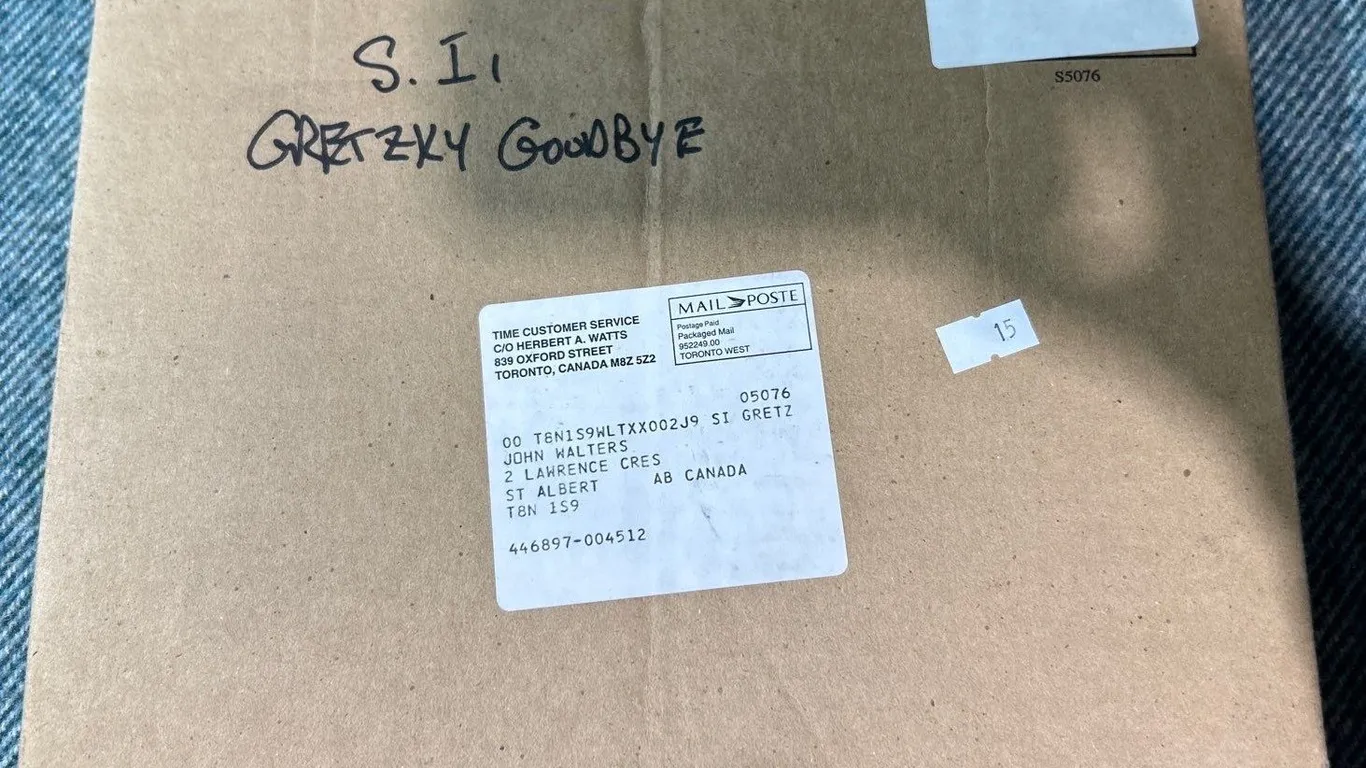 S.I.
GRETZKY GOODBYE
S5076
TIME CUSTOMER SERVICE
C/O HERBERT A. WATTS
839 OXFORD STREET
TORONTO, CANADA M8Z 5Z2
MAIL POSTE
Postage Paid
Packaged Mail
952249.00
TORONTO WEST
15
05076
00 T8N1S9WLTXX002J9 SI GRETZ
JOHN WALTERS
2 LAWRENCE CRES
ST ALBERT AB CANADA
T8N 1S9
446897-004512